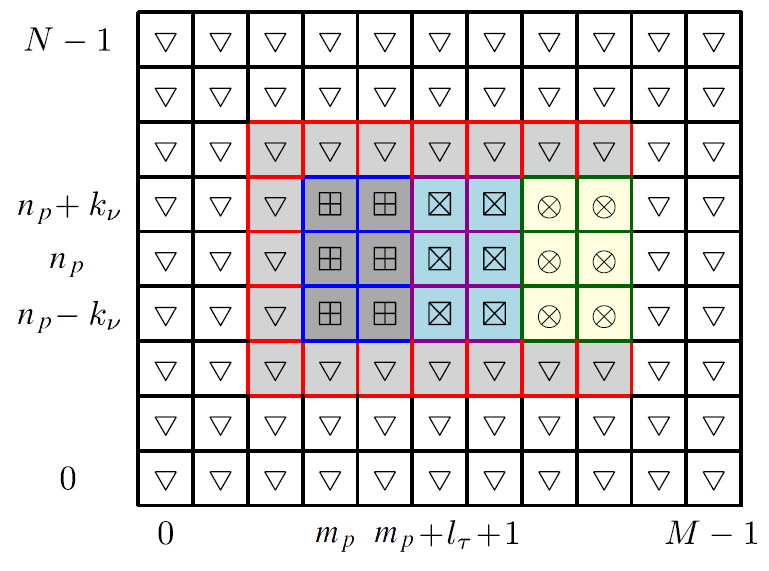 N − 1
n_p + k_ν
n_p
n_p − k_ν
0
0 m_p m_p + l_τ + 1 M − 1